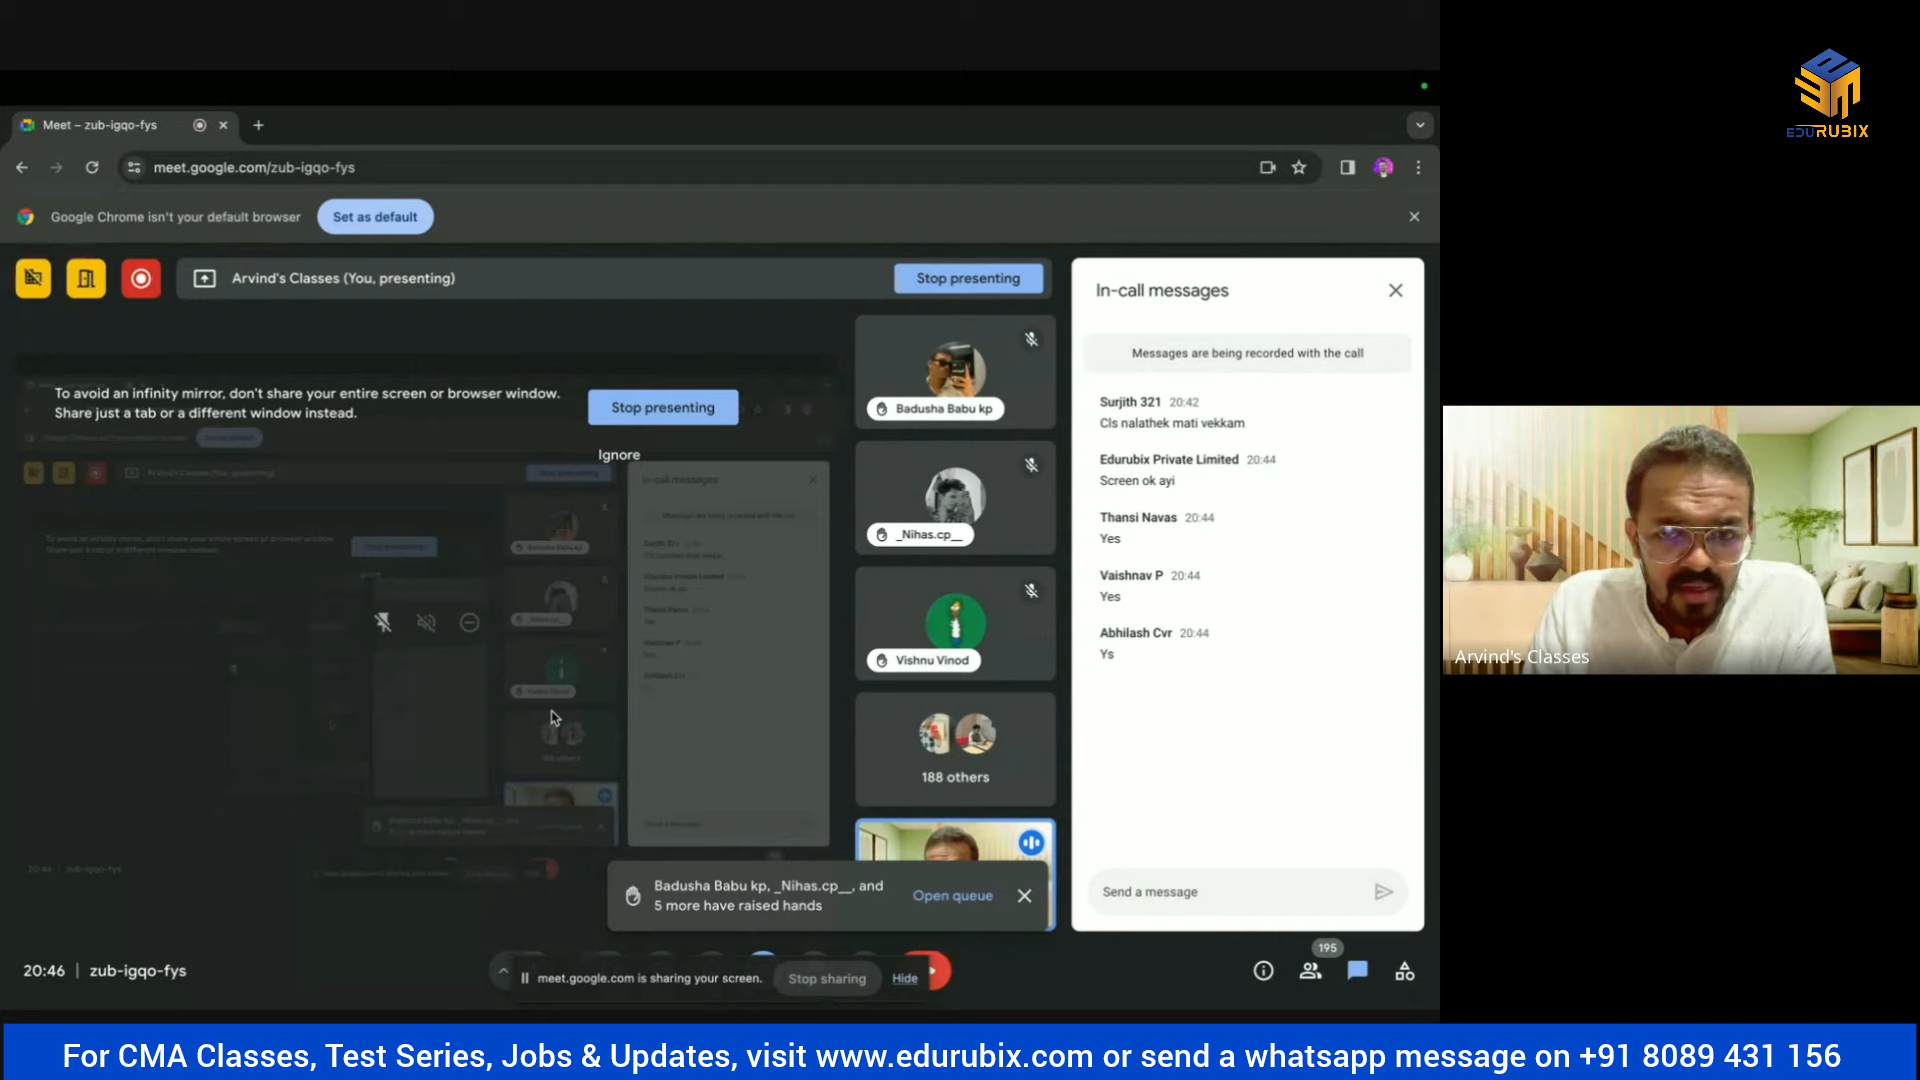 EDURUBIX
Meet – zub-igqo-fys
meet.google.com/zub-igqo-fys
Google Chrome isn't your default browser
Set as default
Arvind's Classes (You, presenting)
Stop presenting
To avoid an infinity mirror, don't share your entire screen or browser window.
Share just a tab or a different window instead.
Stop presenting
Ignore
Badusha Babu kp
_Nihas.cp__
Vishnu Vinod
188 others
In-call messages
Messages are being recorded with the call
Surjith 321 20:42
Cls nalathek mati vekkam
Edurubix Private Limited 20:44
Screen ok ayi
Thansi Navas 20:44
Yes
Vaishnav P 20:44
Yes
Abhilash Cvr 20:44
Ys
Send a message
Arvind's Classes
Badusha Babu kp, _Nihas.cp__, and
5 more have raised hands
Open queue
20:46 | zub-igqo-fys
meet.google.com is sharing your screen.
Stop sharing
Hide
195
For CMA Classes, Test Series, Jobs & Updates, visit www.edurubix.com or send a whatsapp message on +91 8089 431 156